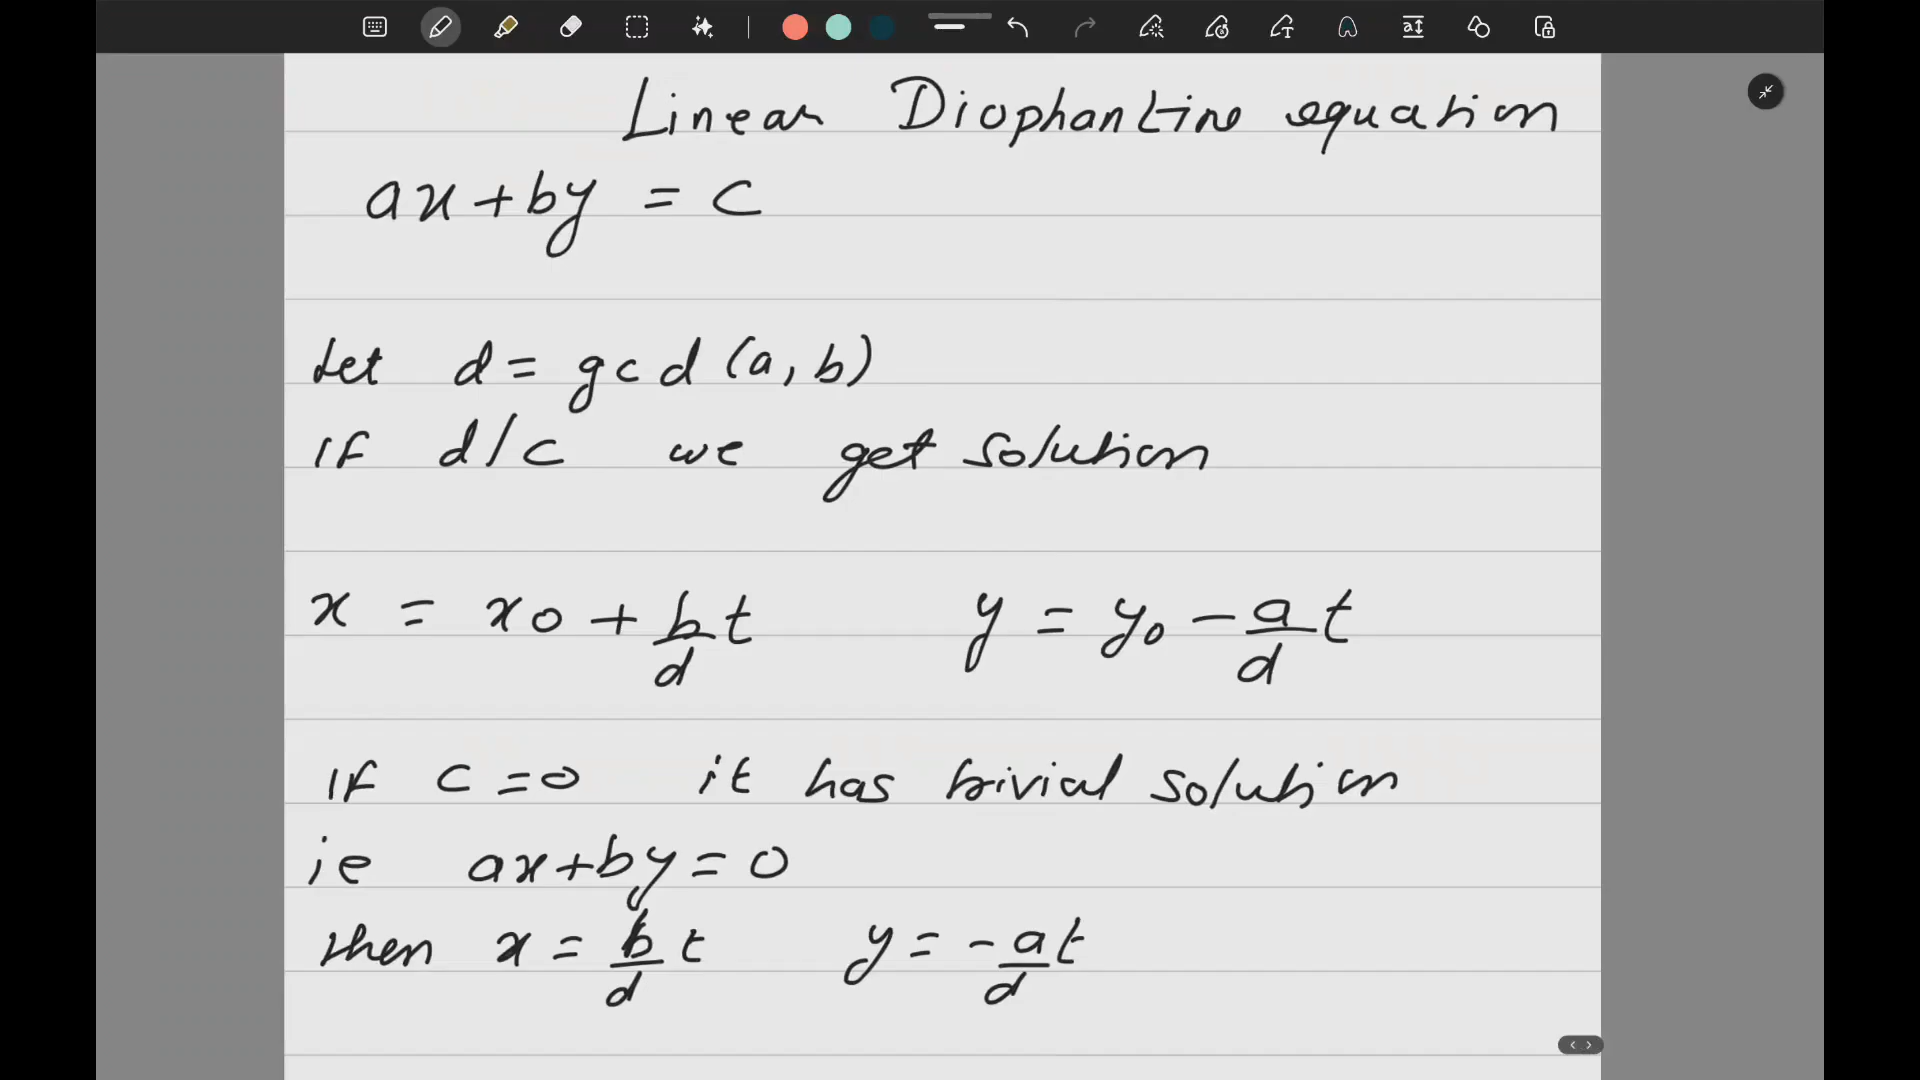 Linear Diophantine equation
ax+by = c
Let d = gcd (a, b)
If d/c we get solution
x = x0 + b/d t y = y0 - a/d t
If c = 0 it has trivial solution
ie ax+by = 0
then x = b/d t y = - a/d t